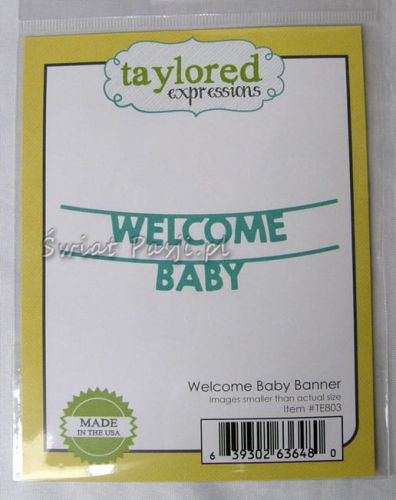 taylored
expressions
WELCOME
Świat Pasji.pl
BABY
Welcome Baby Banner
Images smaller than actual size
Item #TE803
MADE
IN THE USA
6 39302 63648 0